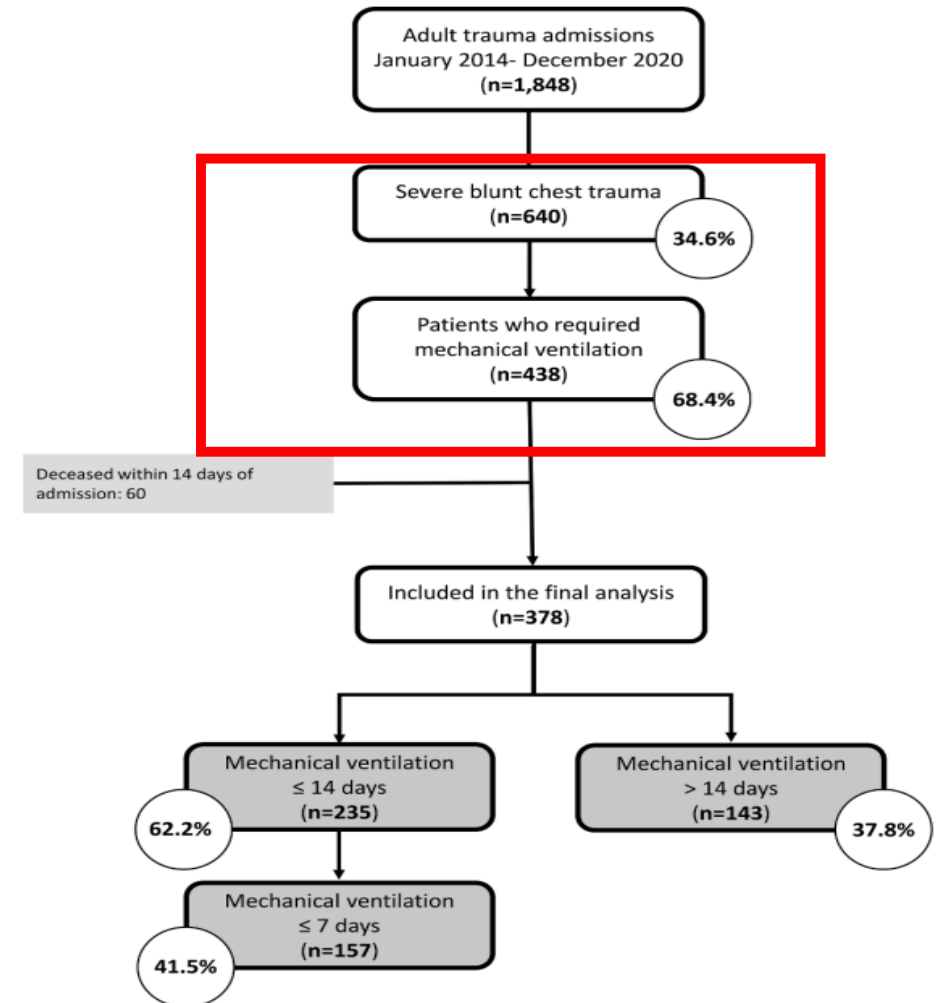 Adult trauma admissions
January 2014- December 2020
(n=1,848)
Severe blunt chest trauma
(n=640)
34.6%
Patients who required
mechanical ventilation
(n=438)
68.4%
Deceased within 14 days of
admission: 60
Included in the final analysis
(n=378)
Mechanical ventilation
≤ 14 days
(n=235)
62.2%
Mechanical ventilation
> 14 days
(n=143)
37.8%
Mechanical ventilation
≤ 7 days
(n=157)
41.5%